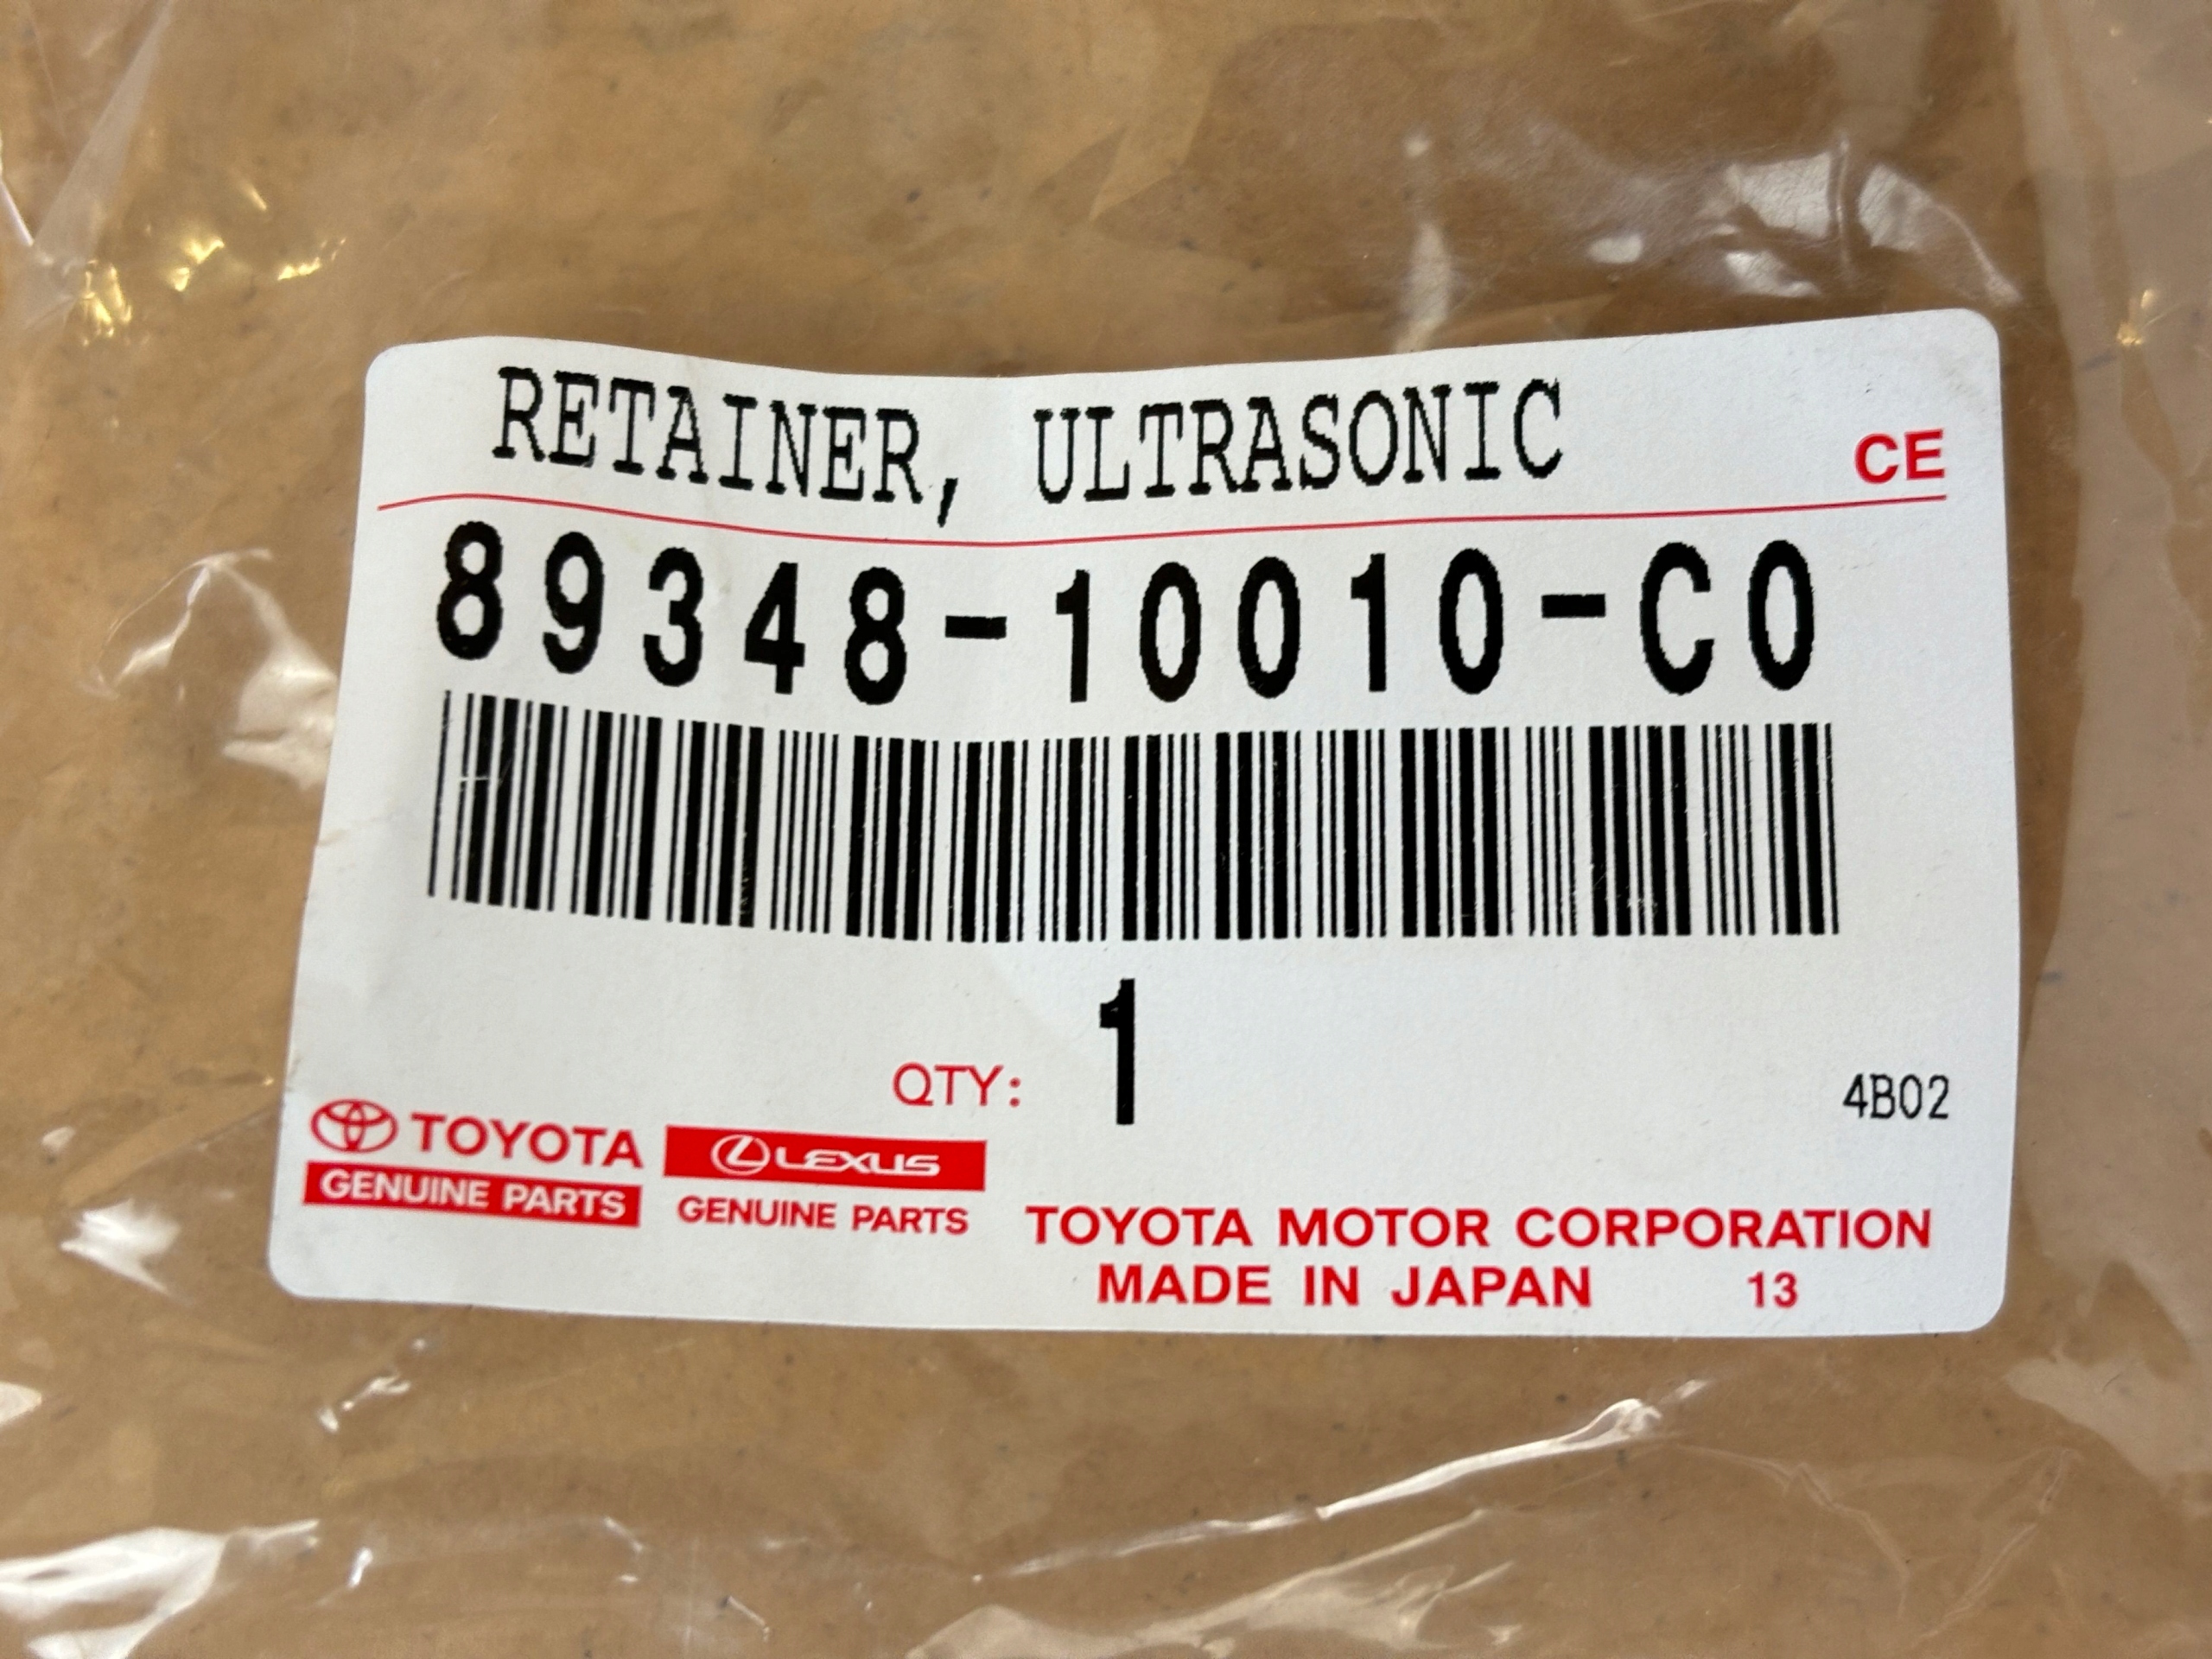 RETAINER, ULTRASONIC
CE
89348-10010-C0
QTY: 1
4B02
TOYOTA
GENUINE PARTS
LEXUS
GENUINE PARTS
TOYOTA MOTOR CORPORATION
MADE IN JAPAN 13